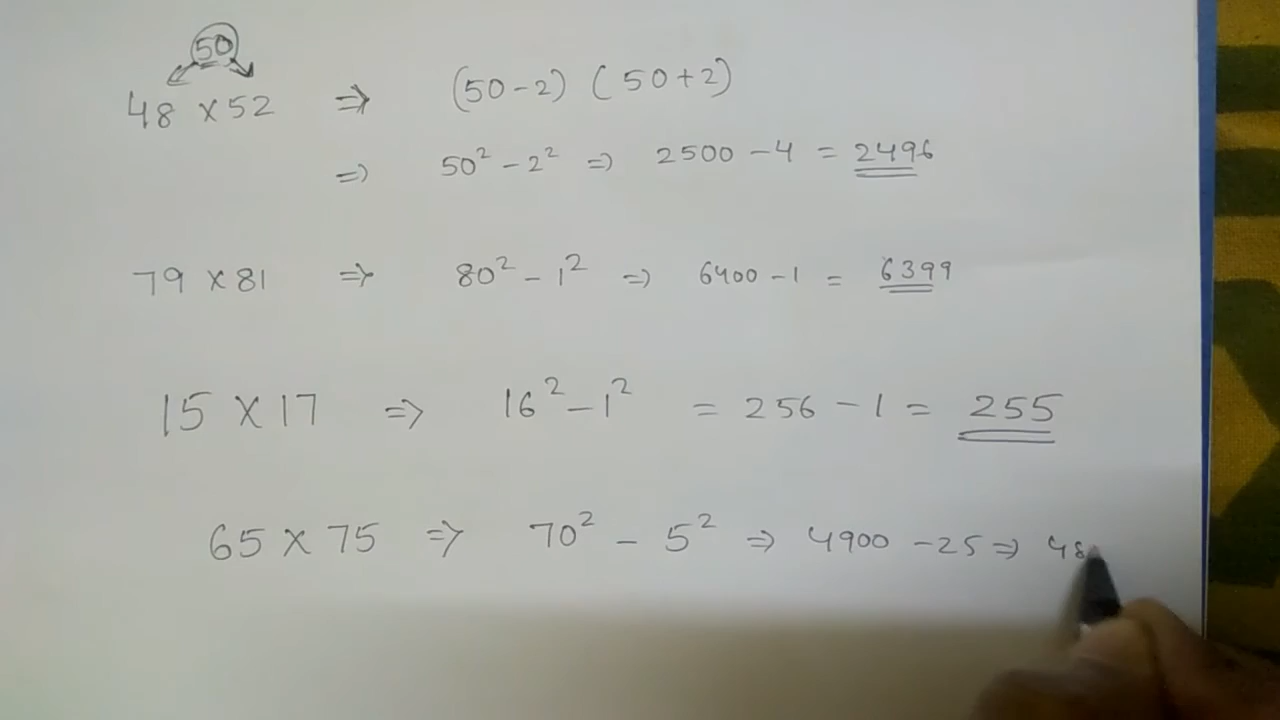 50
48 × 52 ⇒ (50-2) (50+2)
⇒ 50² - 2² ⇒ 2500 - 4 = 2496
79 × 81 ⇒ 80² - 1² ⇒ 6400 - 1 = 6399
15 × 17 ⇒ 16² - 1² = 256 - 1 = 255
65 × 75 ⇒ 70² - 5² ⇒ 4900 - 25 ⇒ 48